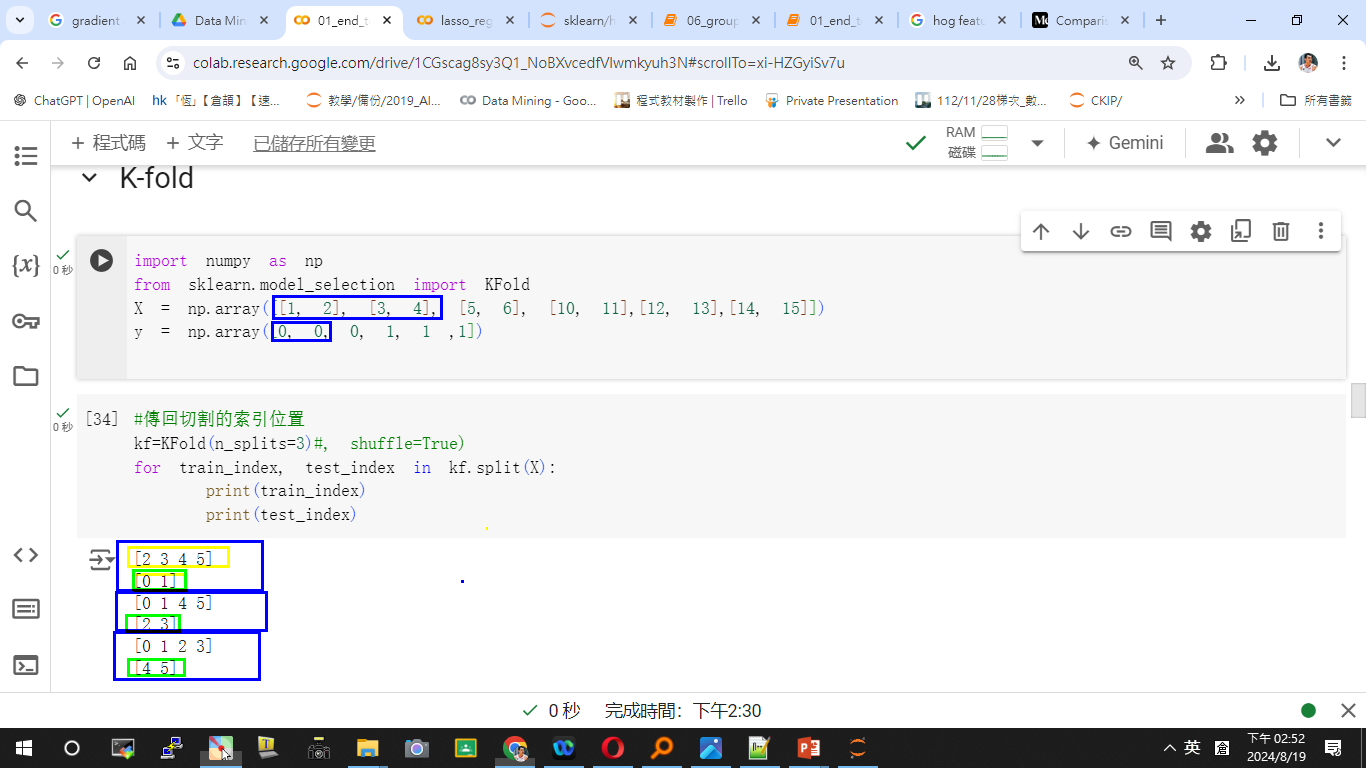 gradient
Data Min
01_end_t
lasso_reg
sklearn/h
06_group
01_end_to
hog featu
Comparis
colab.research.google.com/drive/1CGscag8sy3Q1_NoBXvcedfVlwmkyuh3N#scrollTo=xi-HZGyiSv7u
ChatGPT | OpenAI
hk「恆」【倉頡】【速...
教學/備份/2019_AI...
Data Mining - Goo...
程式教材製作 | Trello
Private Presentation
112/11/28梯次_數...
CKIP/
所有書籤
+ 程式碼 + 文字 已儲存所有變更
RAM
磁碟
Gemini
K-fold
0 秒
import numpy as np
from sklearn.model_selection import KFold
X = np.array([[1, 2], [3, 4], [5, 6], [10, 11],[12, 13],[14, 15]])
y = np.array([0, 0, 0, 1, 1 ,1])
0 秒
[34] #傳回切割的索引位置
kf=KFold(n_splits=3)#, shuffle=True)
for train_index, test_index in kf.split(X):
print(train_index)
print(test_index)
[2 3 4 5]
[0 1]
[0 1 4 5]
[2 3]
[0 1 2 3]
[4 5]
0 秒 完成時間：下午2:30
英
倉
下午 02:52
2024/8/19